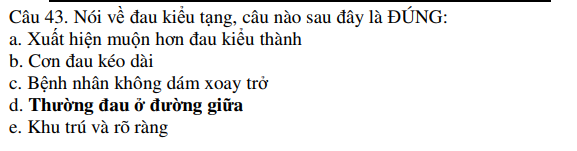 Câu 43. Nói về đau kiểu tạng, câu nào sau đây là ĐÚNG:
a. Xuất hiện muộn hơn đau kiểu thành
b. Cơn đau kéo dài
c. Bệnh nhân không dám xoay trở
d. Thường đau ở đường giữa
e. Khu trú và rõ ràng